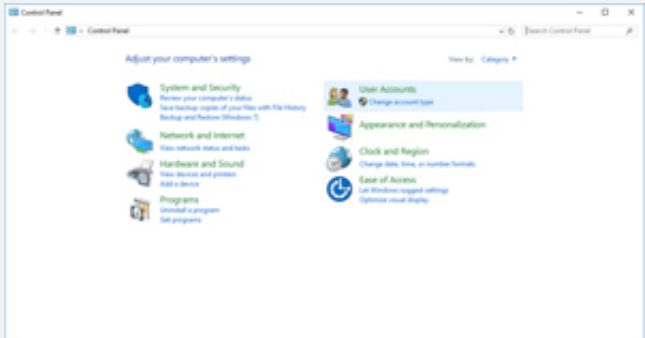 Control Panel
Control Panel
Search Control Panel
Adjust your computer's settings
View by: Category
System and Security
Review your computer's status
Save backup copies of your files with File History
Backup and Restore (Windows 7)
Network and Internet
View network status and tasks
Hardware and Sound
View devices and printers
Add a device
Programs
Uninstall a program
Get programs
User Accounts
Change account type
Appearance and Personalization
Clock and Region
Change date, time, or number formats
Ease of Access
Let Windows suggest settings
Optimize visual display